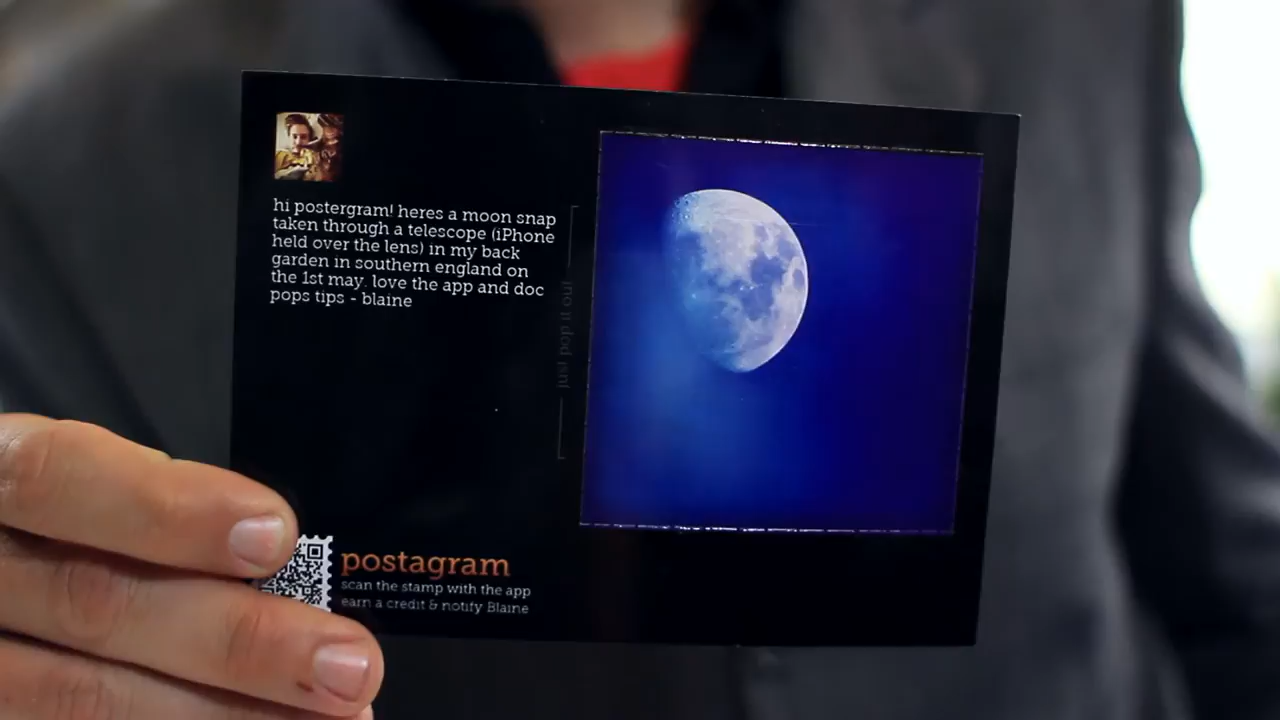 hi postergram! heres a moon snap
taken through a telescope (iPhone
held over the lens) in my back
garden in southern england on
the 1st may. love the app and doc
pops tips - blaine
just pop it out
postagram
scan the stamp with the app
earn a credit & notify Blaine